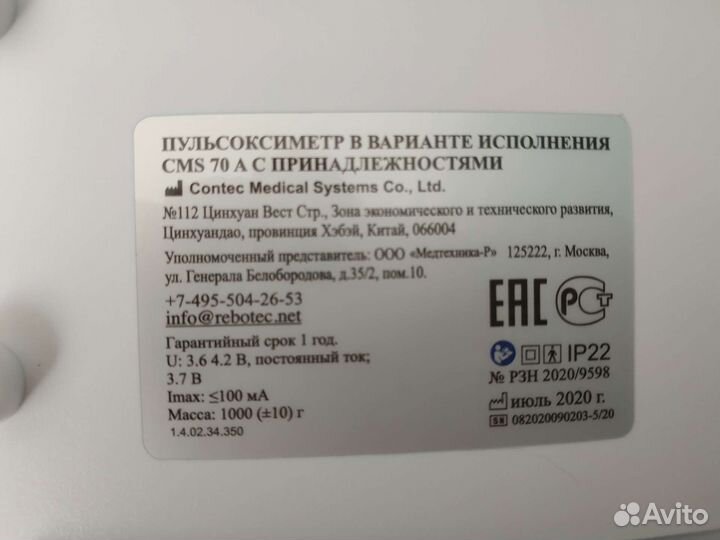 ПУЛЬСОКСИМЕТР В ВАРИАНТЕ ИСПОЛНЕНИЯ
CMS 70 A С ПРИНАДЛЕЖНОСТЯМИ
Contec Medical Systems Co., Ltd.
№112 Цинхуан Вест Стр., Зона экономического и технического развития,
Цинхуандао, провинция Хэбэй, Китай, 066004
Уполномоченный представитель: ООО «Медтехника-Р» 125222, г. Москва,
ул. Генерала Белобородова, д.35/2, пом.10.
+7-495-504-26-53
info@rebotec.net
Гарантийный срок 1 год.
U: 3.6 4.2 В, постоянный ток;
3.7 В
Imax: ≤100 мА
Масса: 1000 (±10) г
1.4.02.34.350
EAC РСТ
IP22
№ РЗН 2020/9598
июль 2020 г.
SN 082020090203-5/20
Avito